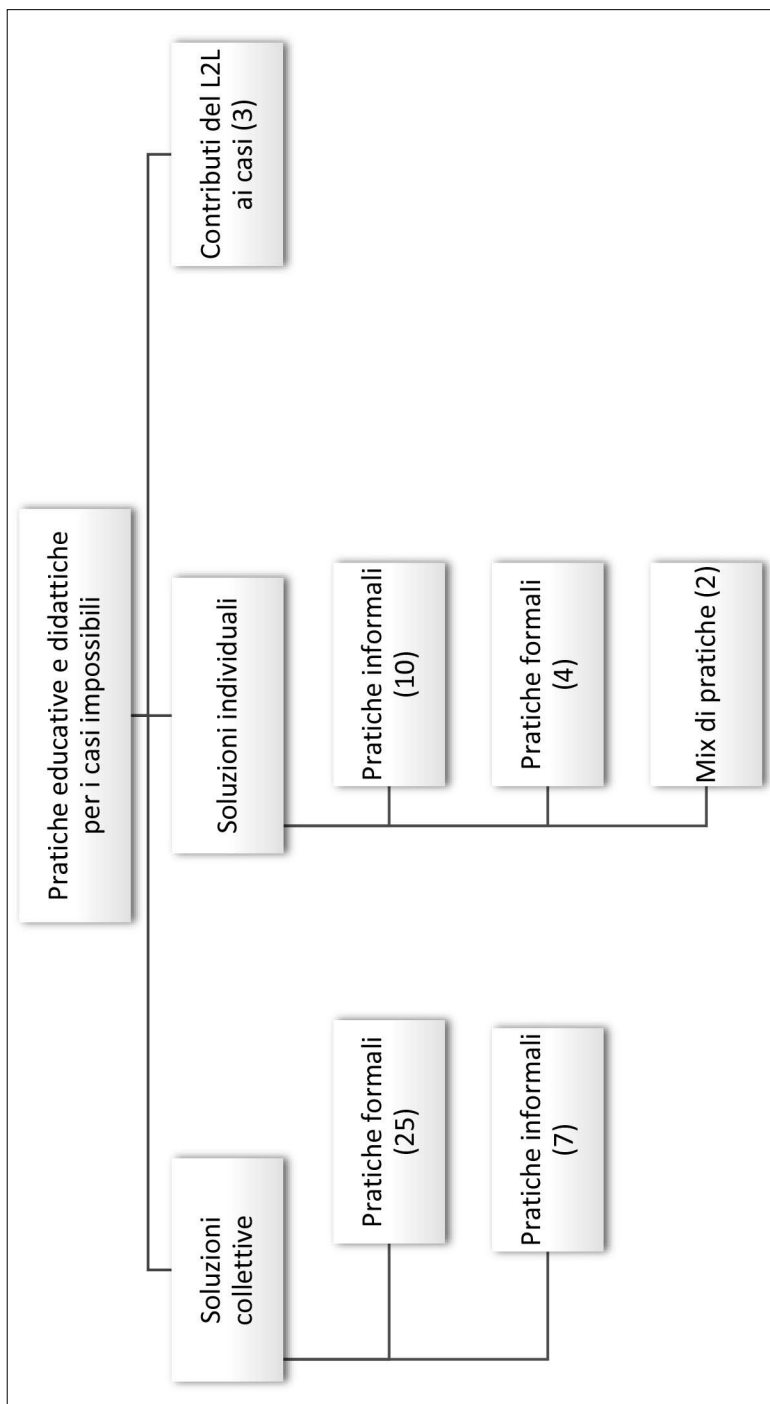 Pratiche educative e didattiche
per i casi impossibili
Soluzioni
collettive
Pratiche formali
(25)
Pratiche informali
(7)
Soluzioni individuali
Pratiche informali
(10)
Pratiche formali
(4)
Mix di pratiche (2)
Contributi del L2L
ai casi (3)